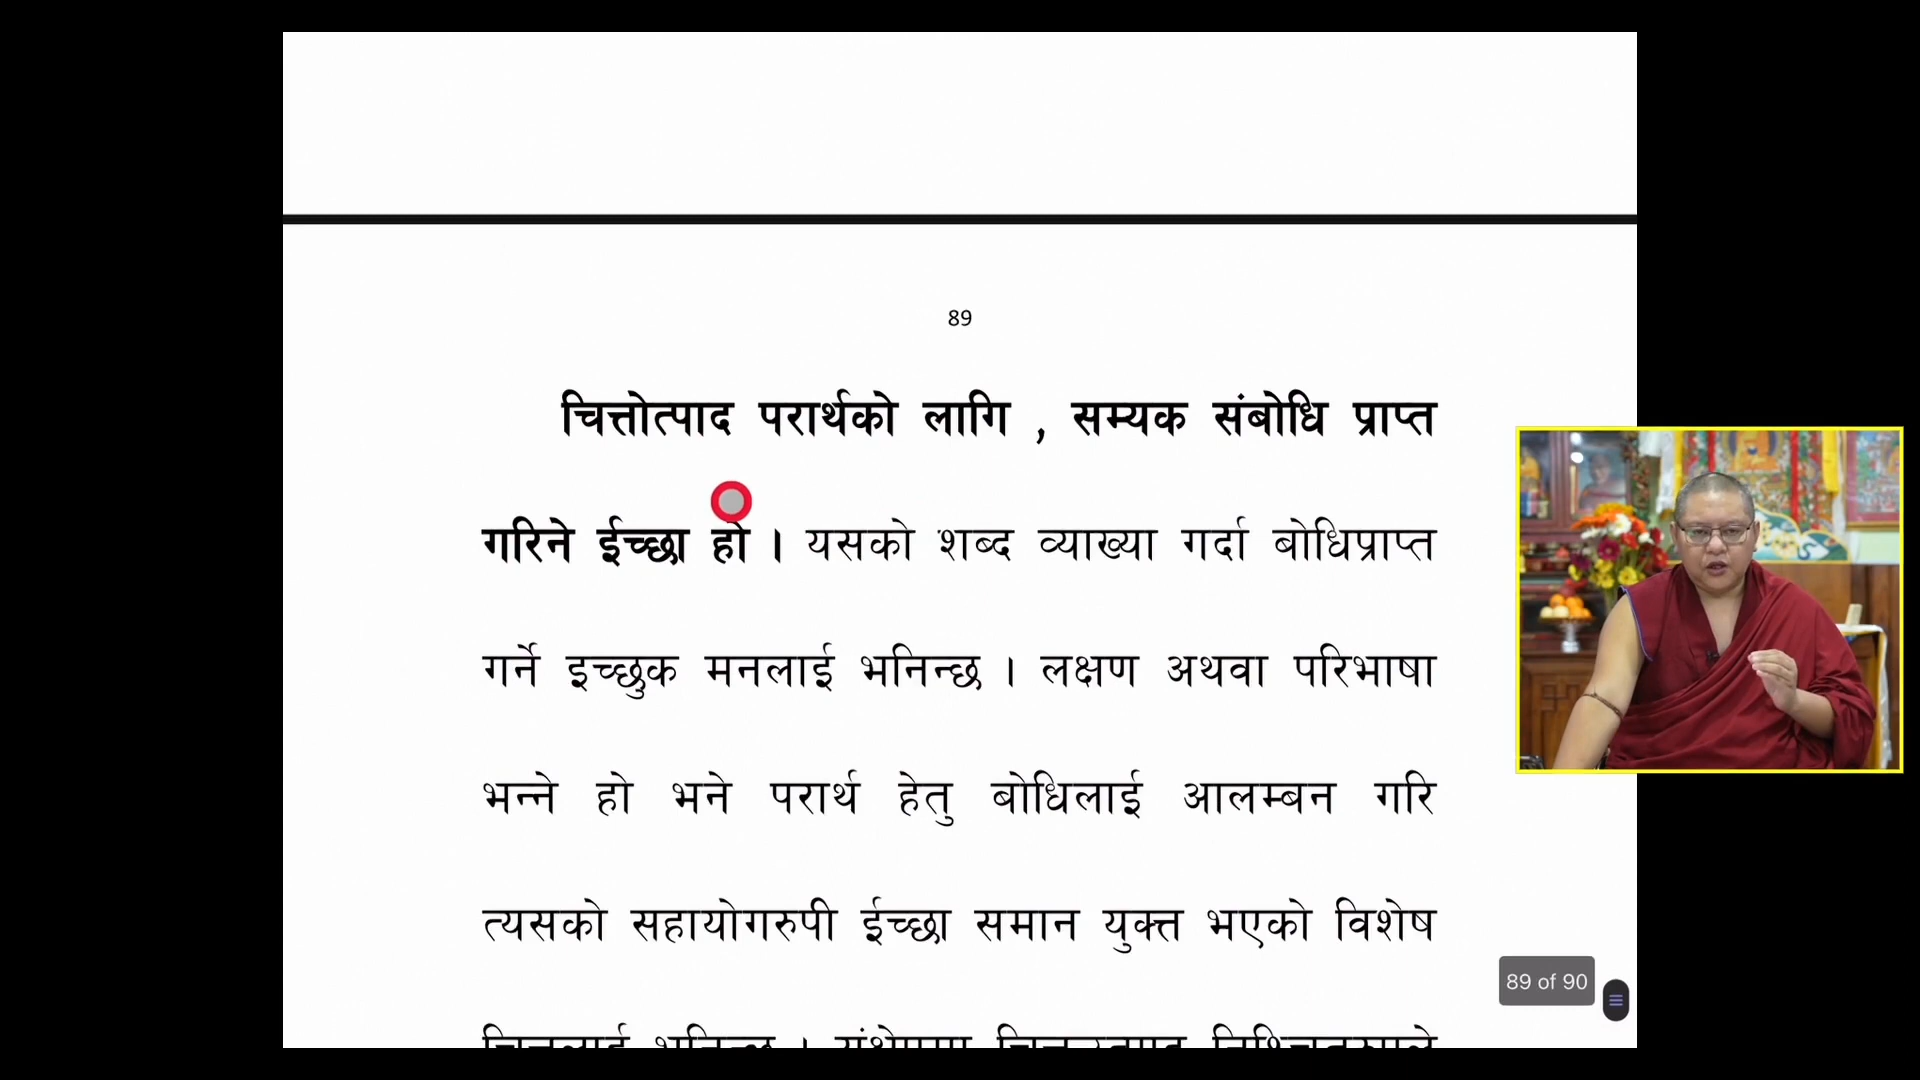 89
चित्तोत्पाद परार्थको लागि , सम्यक संबोधि प्राप्त
गरिने ईच्छा हो । यसको शब्द व्याख्या गर्दा बोधिप्राप्त
गर्ने इच्छुक मनलाई भनिन्छ । लक्षण अथवा परिभाषा
भन्ने हो भने परार्थ हेतु बोधिलाई आलम्बन गरि
त्यसको सहायोगरुपी ईच्छा समान युक्त भएको विशेष
89 of 90